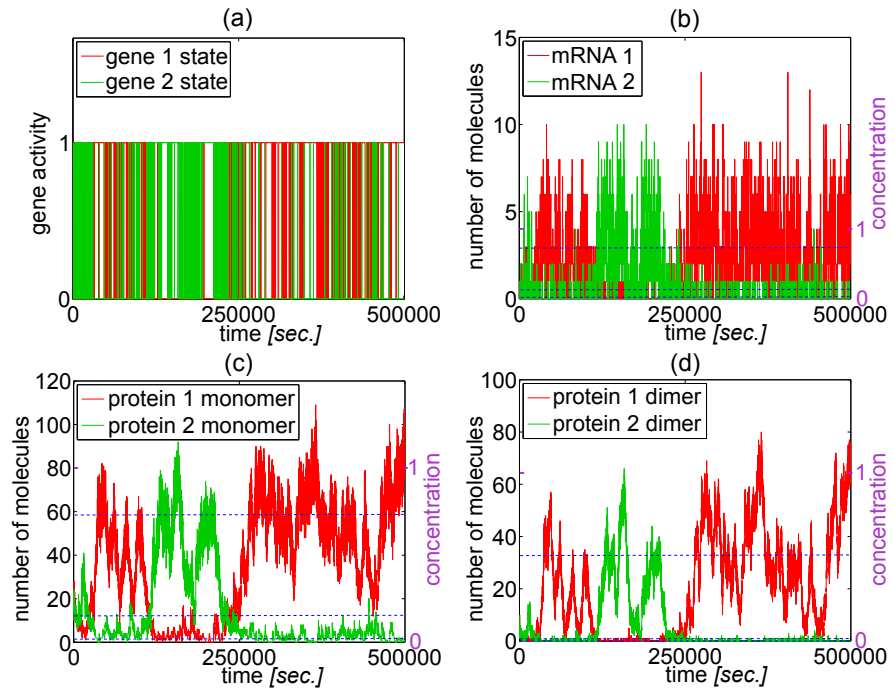 (a)
gene 1 state
gene 2 state
1
0
gene activity
0
250000
500000
time [sec.]
(b)
mRNA 1
mRNA 2
15
10
5
0
number of molecules
1
0
concentration
0
250000
500000
time [sec.]
(c)
protein 1 monomer
protein 2 monomer
120
100
80
60
40
20
0
number of molecules
1
0
concentration
0
250000
500000
time [sec.]
(d)
protein 1 dimer
protein 2 dimer
100
80
60
40
20
0
number of molecules
1
0
concentration
0
250000
500000
time [sec.]